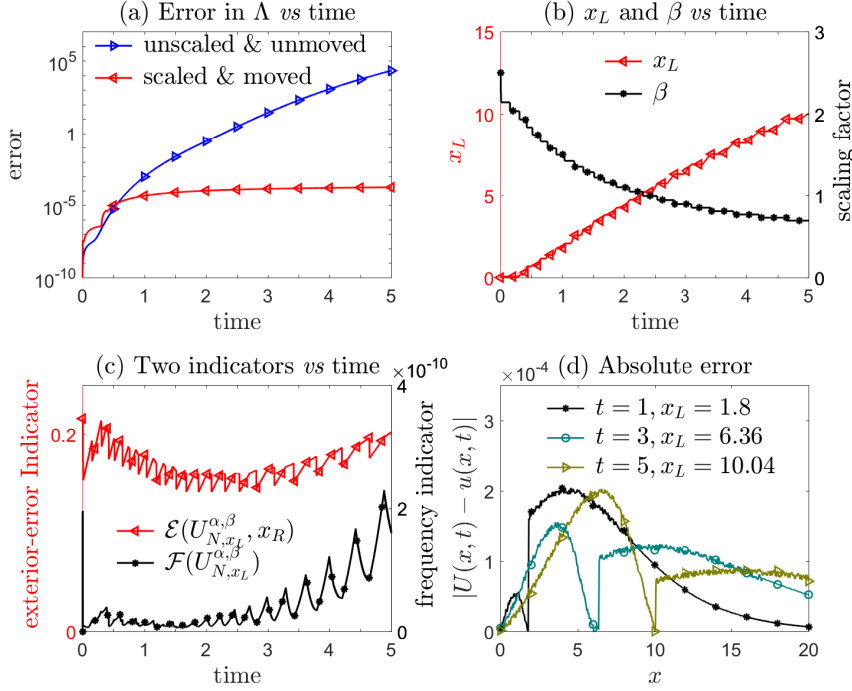 (a) Error in Λ vs time
10^5
1
10^-5
10^-10
error
unscaled & unmoved
scaled & moved
0 1 2 3 4 5
time
(b) x_L and β vs time
15
10
5
0
x_L
x_L
β
3
2
1
0
scaling factor
0 1 2 3 4 5
time
(c) Two indicators vs time
×10^-10
0.2
0
exterior-error Indicator
ℰ(U_{N,x_L}^{α,β}, x_R)
ℱ(U_{N,x_L}^{α,β})
4
2
0
frequency indicator
0 1 2 3 4 5
time
(d) Absolute error
×10^-4
3
2
1
0
|U(x, t) − u(x, t)|
t = 1, x_L = 1.8
t = 3, x_L = 6.36
t = 5, x_L = 10.04
0 5 10 15 20
x